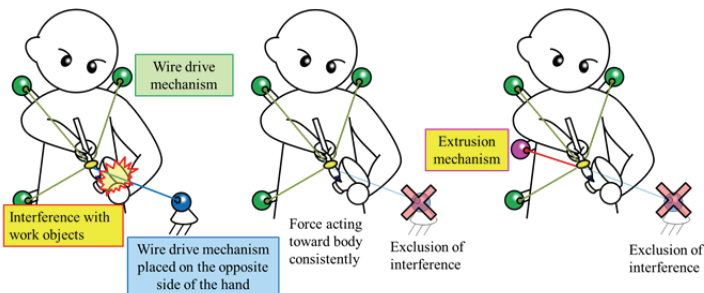 Wire drive
mechanism
Interference with
work objects
Wire drive mechanism
placed on the opposite
side of the hand
Force acting
toward body
consistently
Exclusion of
interference
Extrusion
mechanism
Exclusion of
interference